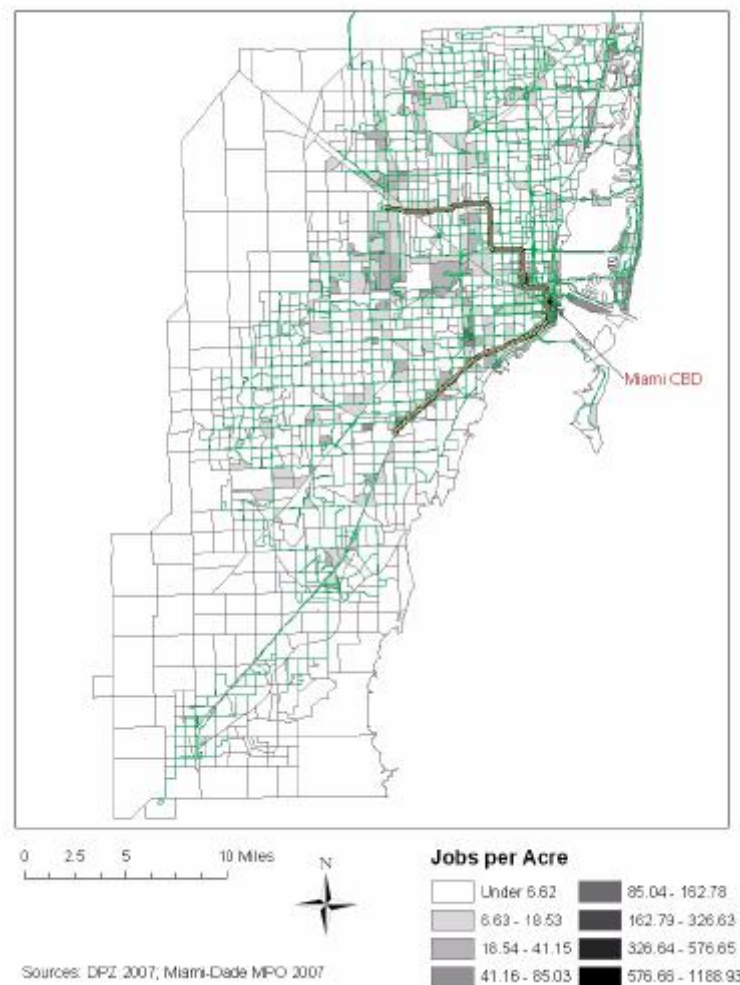 Miami CBD
0 2.5 5 10 Miles
N
Jobs per Acre
Under 6.62
6.63 - 18.53
18.54 - 41.15
41.16 - 85.03
85.04 - 162.78
162.79 - 326.63
326.64 - 576.65
576.66 - 1188.93
Sources: DPZ 2007; Miami-Dade MPO 2007